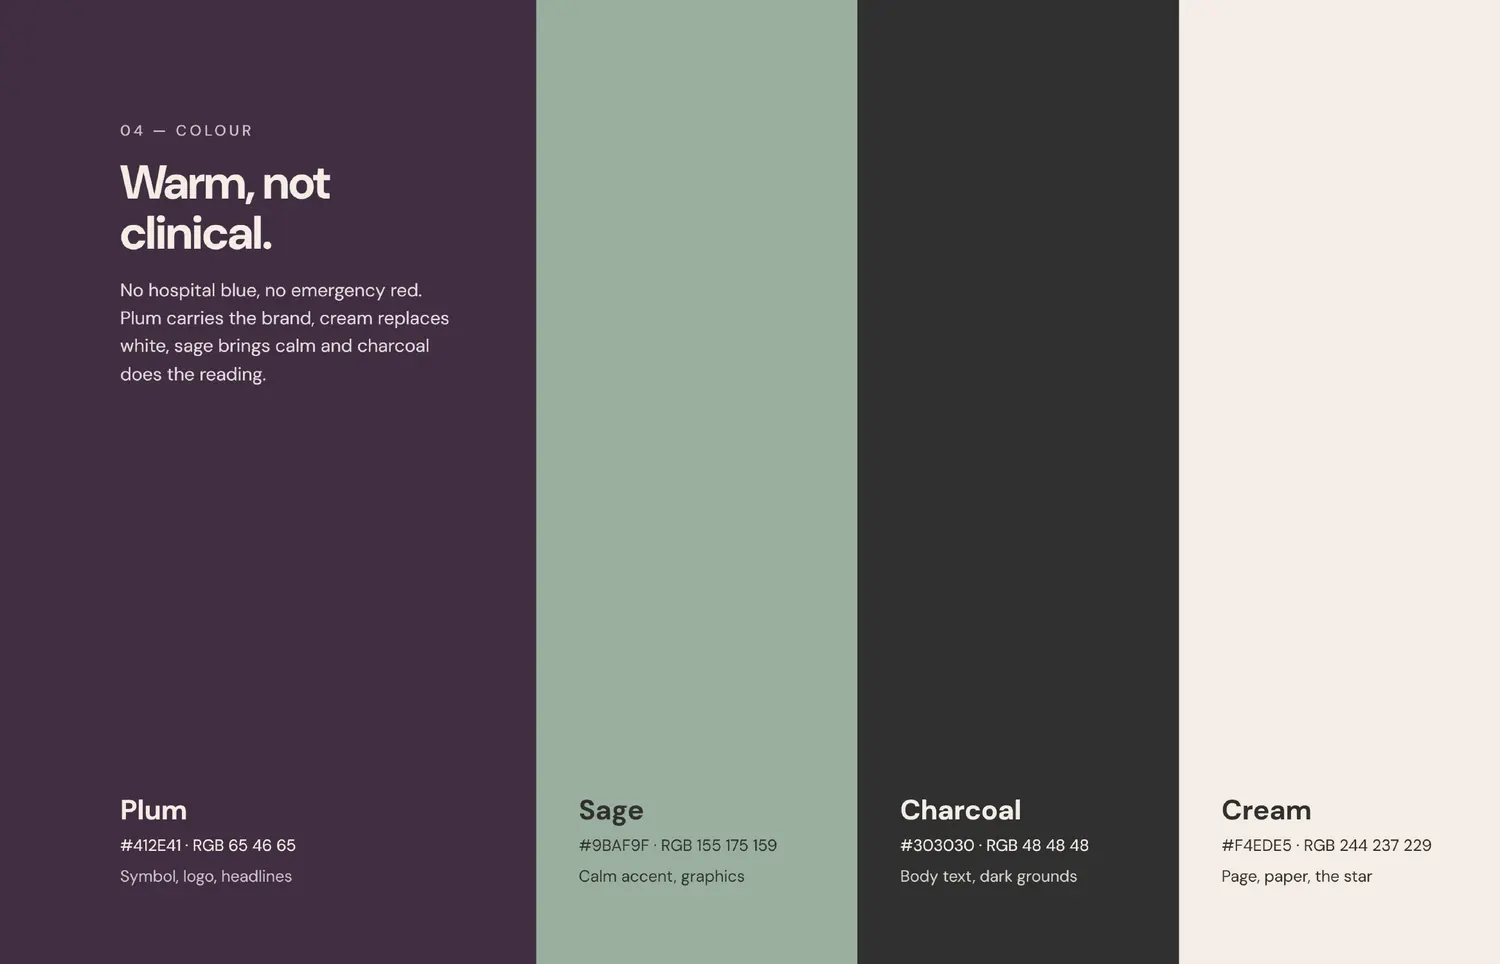 04 — COLOUR
Warm, not
clinical.
No hospital blue, no emergency red.
Plum carries the brand, cream replaces
white, sage brings calm and charcoal
does the reading.
Plum
#412E41 · RGB 65 46 65
Symbol, logo, headlines
Sage
#9BAF9F · RGB 155 175 159
Calm accent, graphics
Charcoal
#303030 · RGB 48 48 48
Body text, dark grounds
Cream
#F4EDE5 · RGB 244 237 229
Page, paper, the star